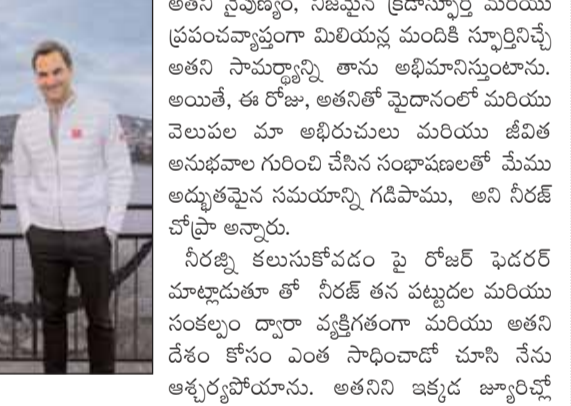 అతని నైపుణ్యం, నిజమైన క్రీడాస్ఫూర్తి మరియు
ప్రపంచవ్యాప్తంగా మిలియన్ల మందికి స్ఫూర్తినిచ్చే
అతని సామర్థ్యాన్ని తాను అభిమానిస్తుంటాను.
అయితే, ఈ రోజు, అతనితో మైదానంలో మరియు
వెలుపల మా అభిరుచులు మరియు జీవిత
అనుభవాల గురించి చేసిన సంభాషణలతో మేము
అద్భుతమైన సమయాన్ని గడిపాము, అని నీరజ్
చోప్రా అన్నారు.
నీరజ్ని కలుసుకోవడం పై రోజర్ ఫెడరర్
మాట్లాడుతూ తో నీరజ్ తన పట్టుదల మరియు
సంకల్పం ద్వారా వ్యక్తిగతంగా మరియు అతని
దేశం కోసం ఎంత సాధించాడో చూసి నేను
ఆశ్చర్యపోయాను. అతనిని ఇక్కడ జ్యూరిచ్లో